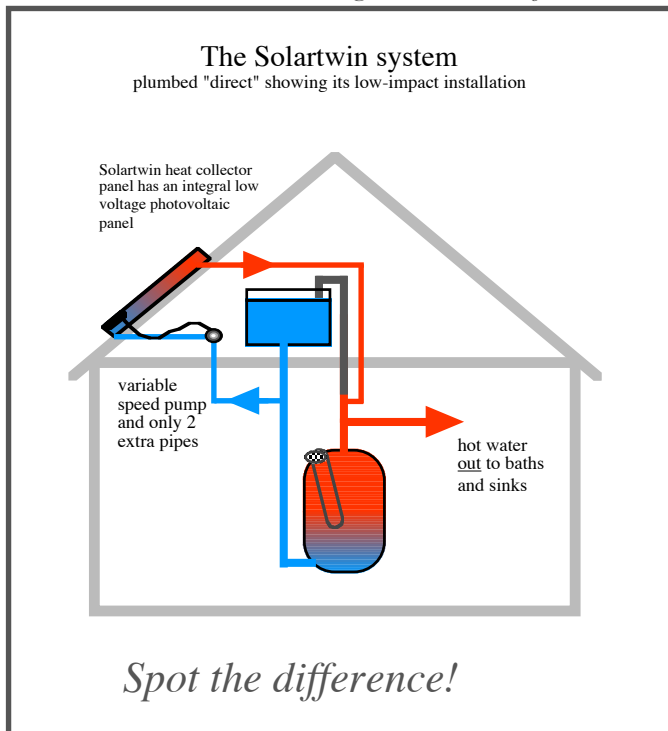 The Solartwin system
plumbed "direct" showing its low-impact installation
Solartwin heat collector
panel has an integral low
voltage photovoltaic
panel
variable
speed pump
and only 2
extra pipes
hot water
out to baths
and sinks
Spot the difference!